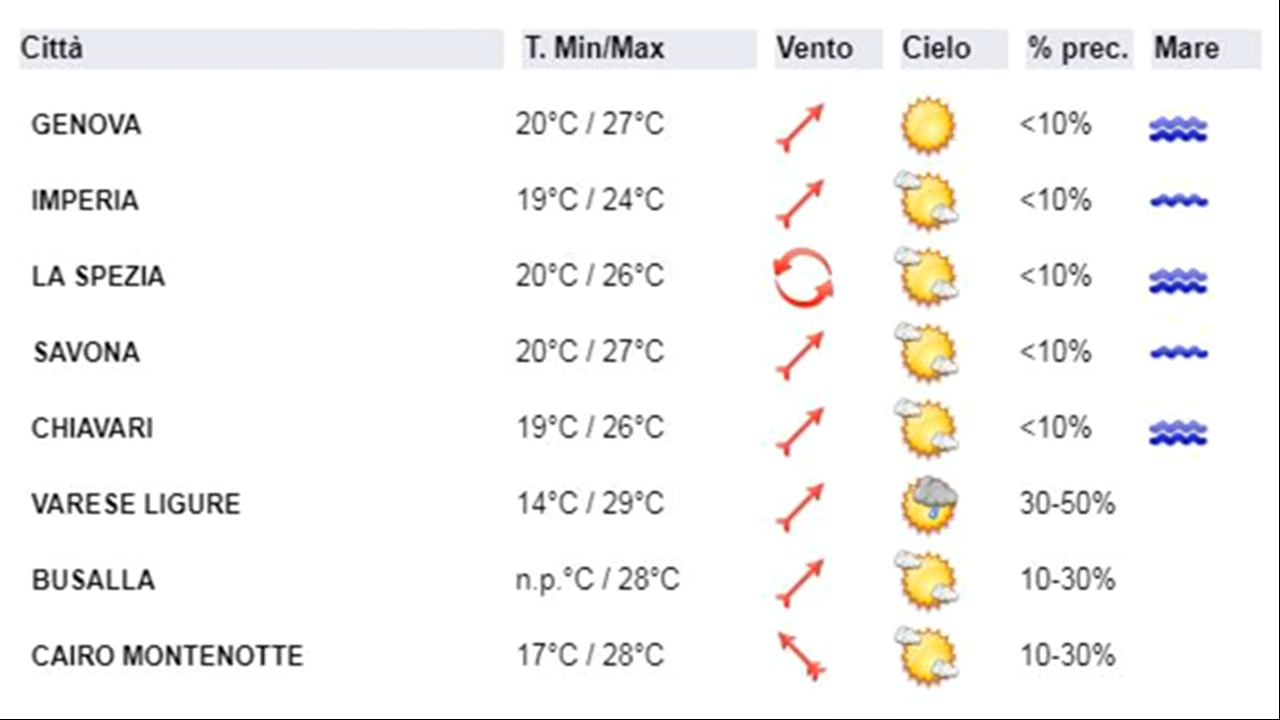 Città T. Min/Max Vento Cielo % prec. Mare
GENOVA 20°C / 27°C <10%
IMPERIA 19°C / 24°C <10%
LA SPEZIA 20°C / 26°C <10%
SAVONA 20°C / 27°C <10%
CHIAVARI 19°C / 26°C <10%
VARESE LIGURE 14°C / 29°C 30-50%
BUSALLA n.p.°C / 28°C 10-30%
CAIRO MONTENOTTE 17°C / 28°C 10-30%